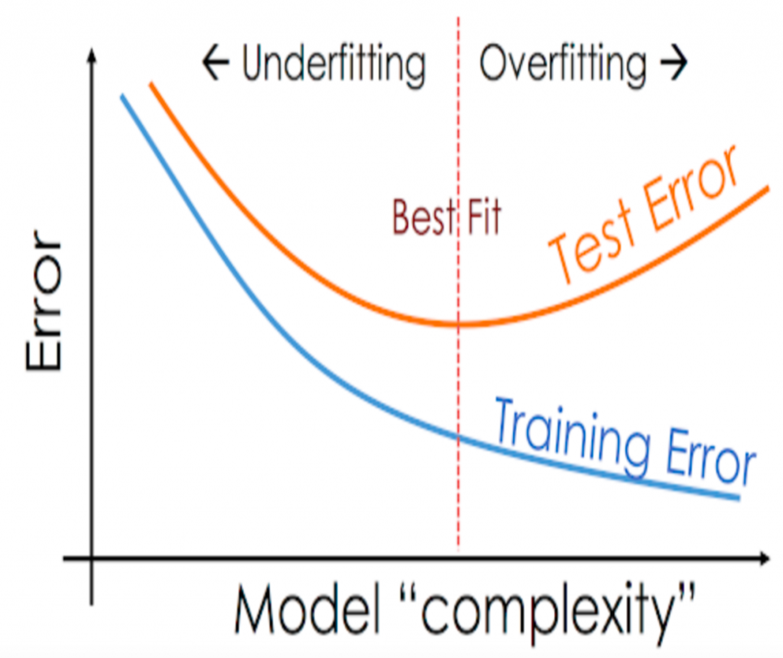 ← Underfitting
Overfitting →
Best Fit
Test Error
Error
Training Error
Model “complexity”